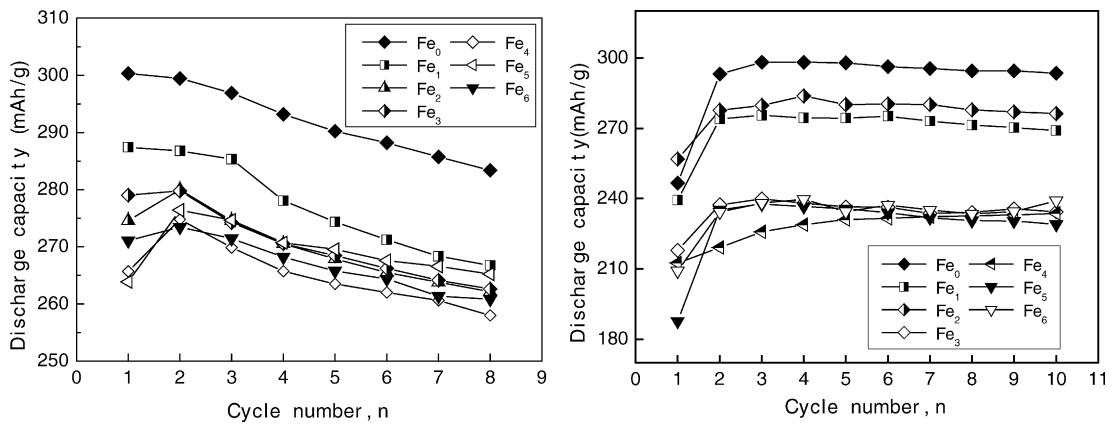 310
300
290
280
270
260
250
Discharge capacity (mAh/g)
0 1 2 3 4 5 6 7 8 9
Cycle number, n
Fe0 Fe4
Fe1 Fe5
Fe2 Fe6
Fe3
300
270
240
210
180
Discharge capacity(mAh/g)
0 1 2 3 4 5 6 7 8 9 10 11
Cycle number, n
Fe0 Fe4
Fe1 Fe5
Fe2 Fe6
Fe3